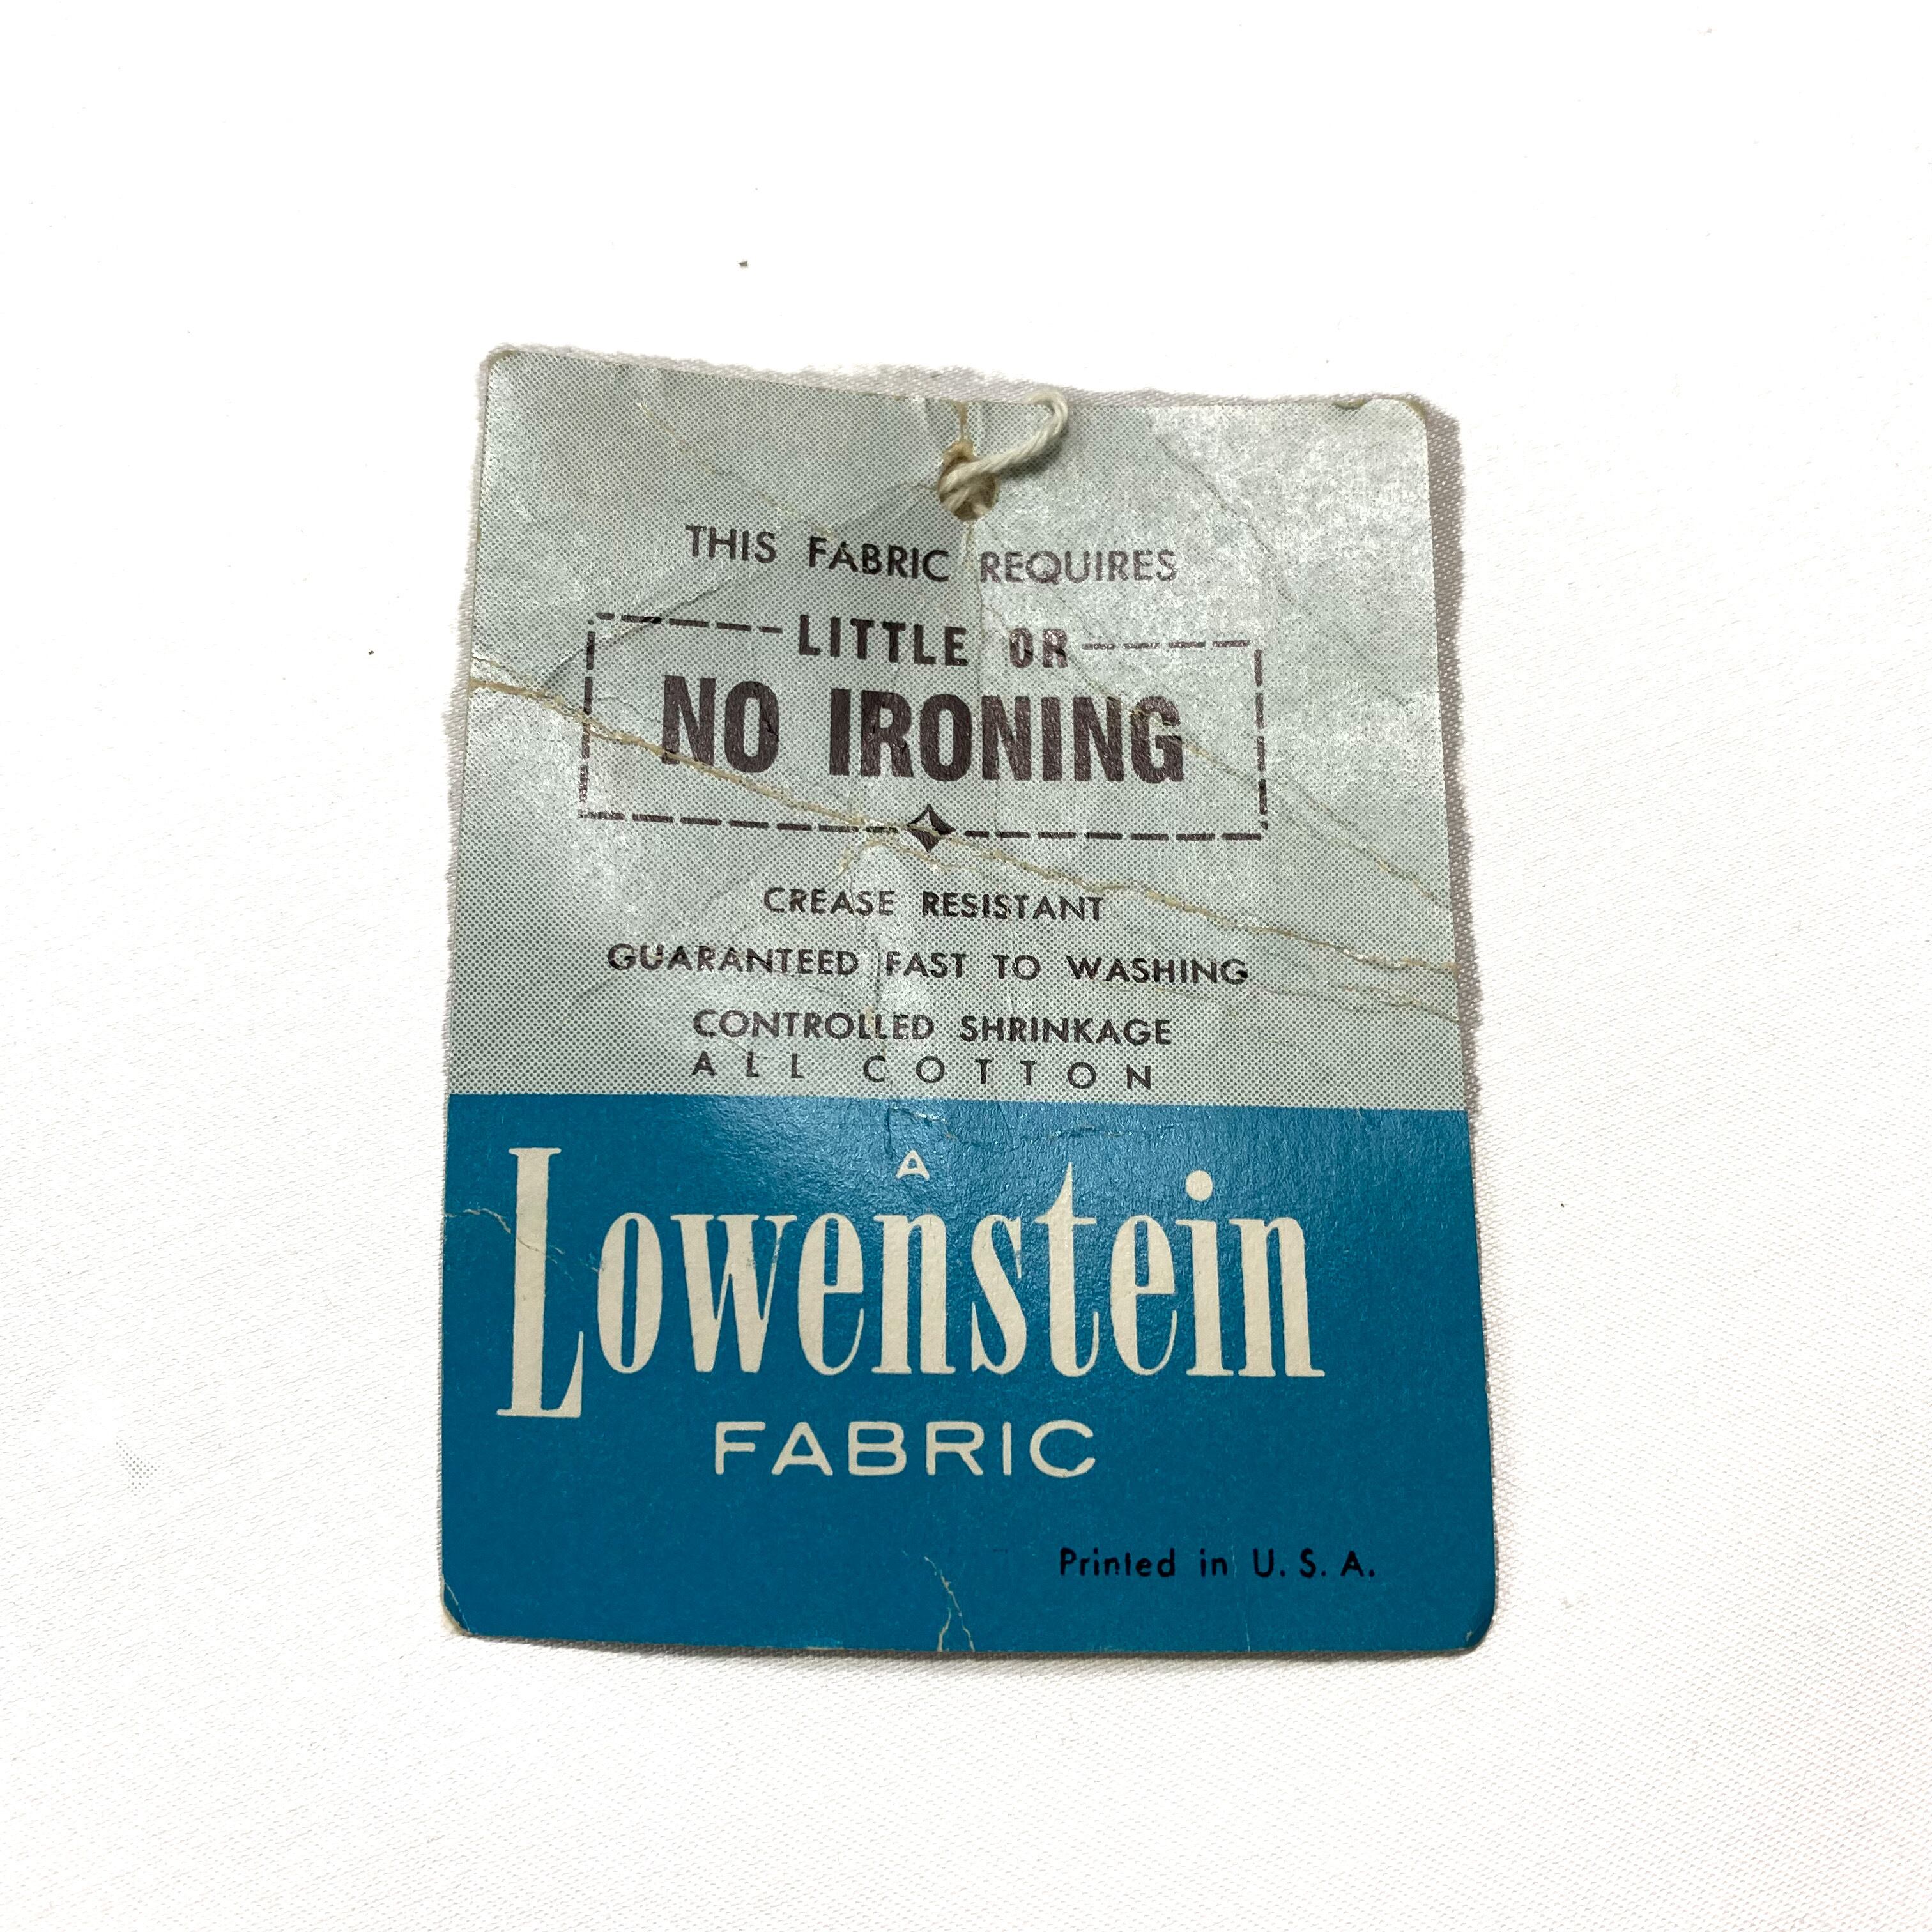 THIS FABRIC REQUIRES
LITTLE OR
NO IRONING
CREASE RESISTANT
GUARANTEED FAST TO WASHING
CONTROLLED SHRINKAGE
ALL COTTON
A
Lowenstein
FABRIC
Printed in U. S. A.